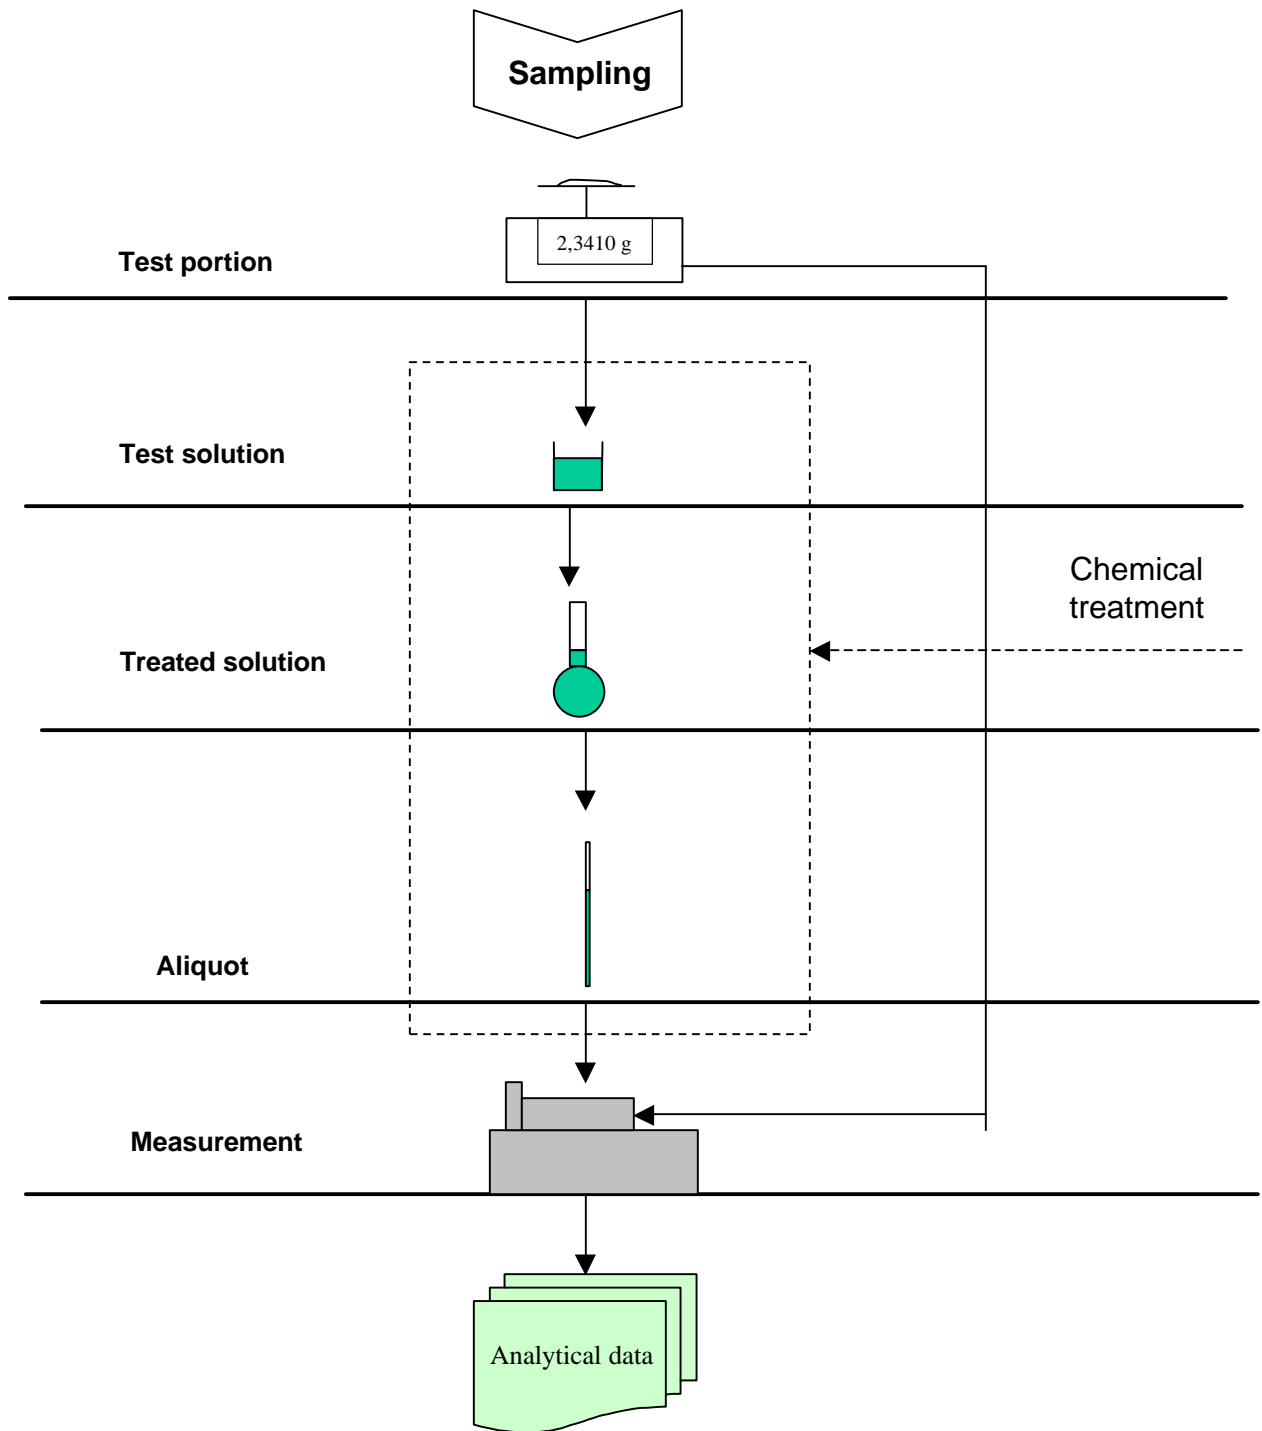 Sampling
2,3410 g
Test portion
Test solution
Chemical
treatment
Treated solution
Aliquot
Measurement
Analytical data